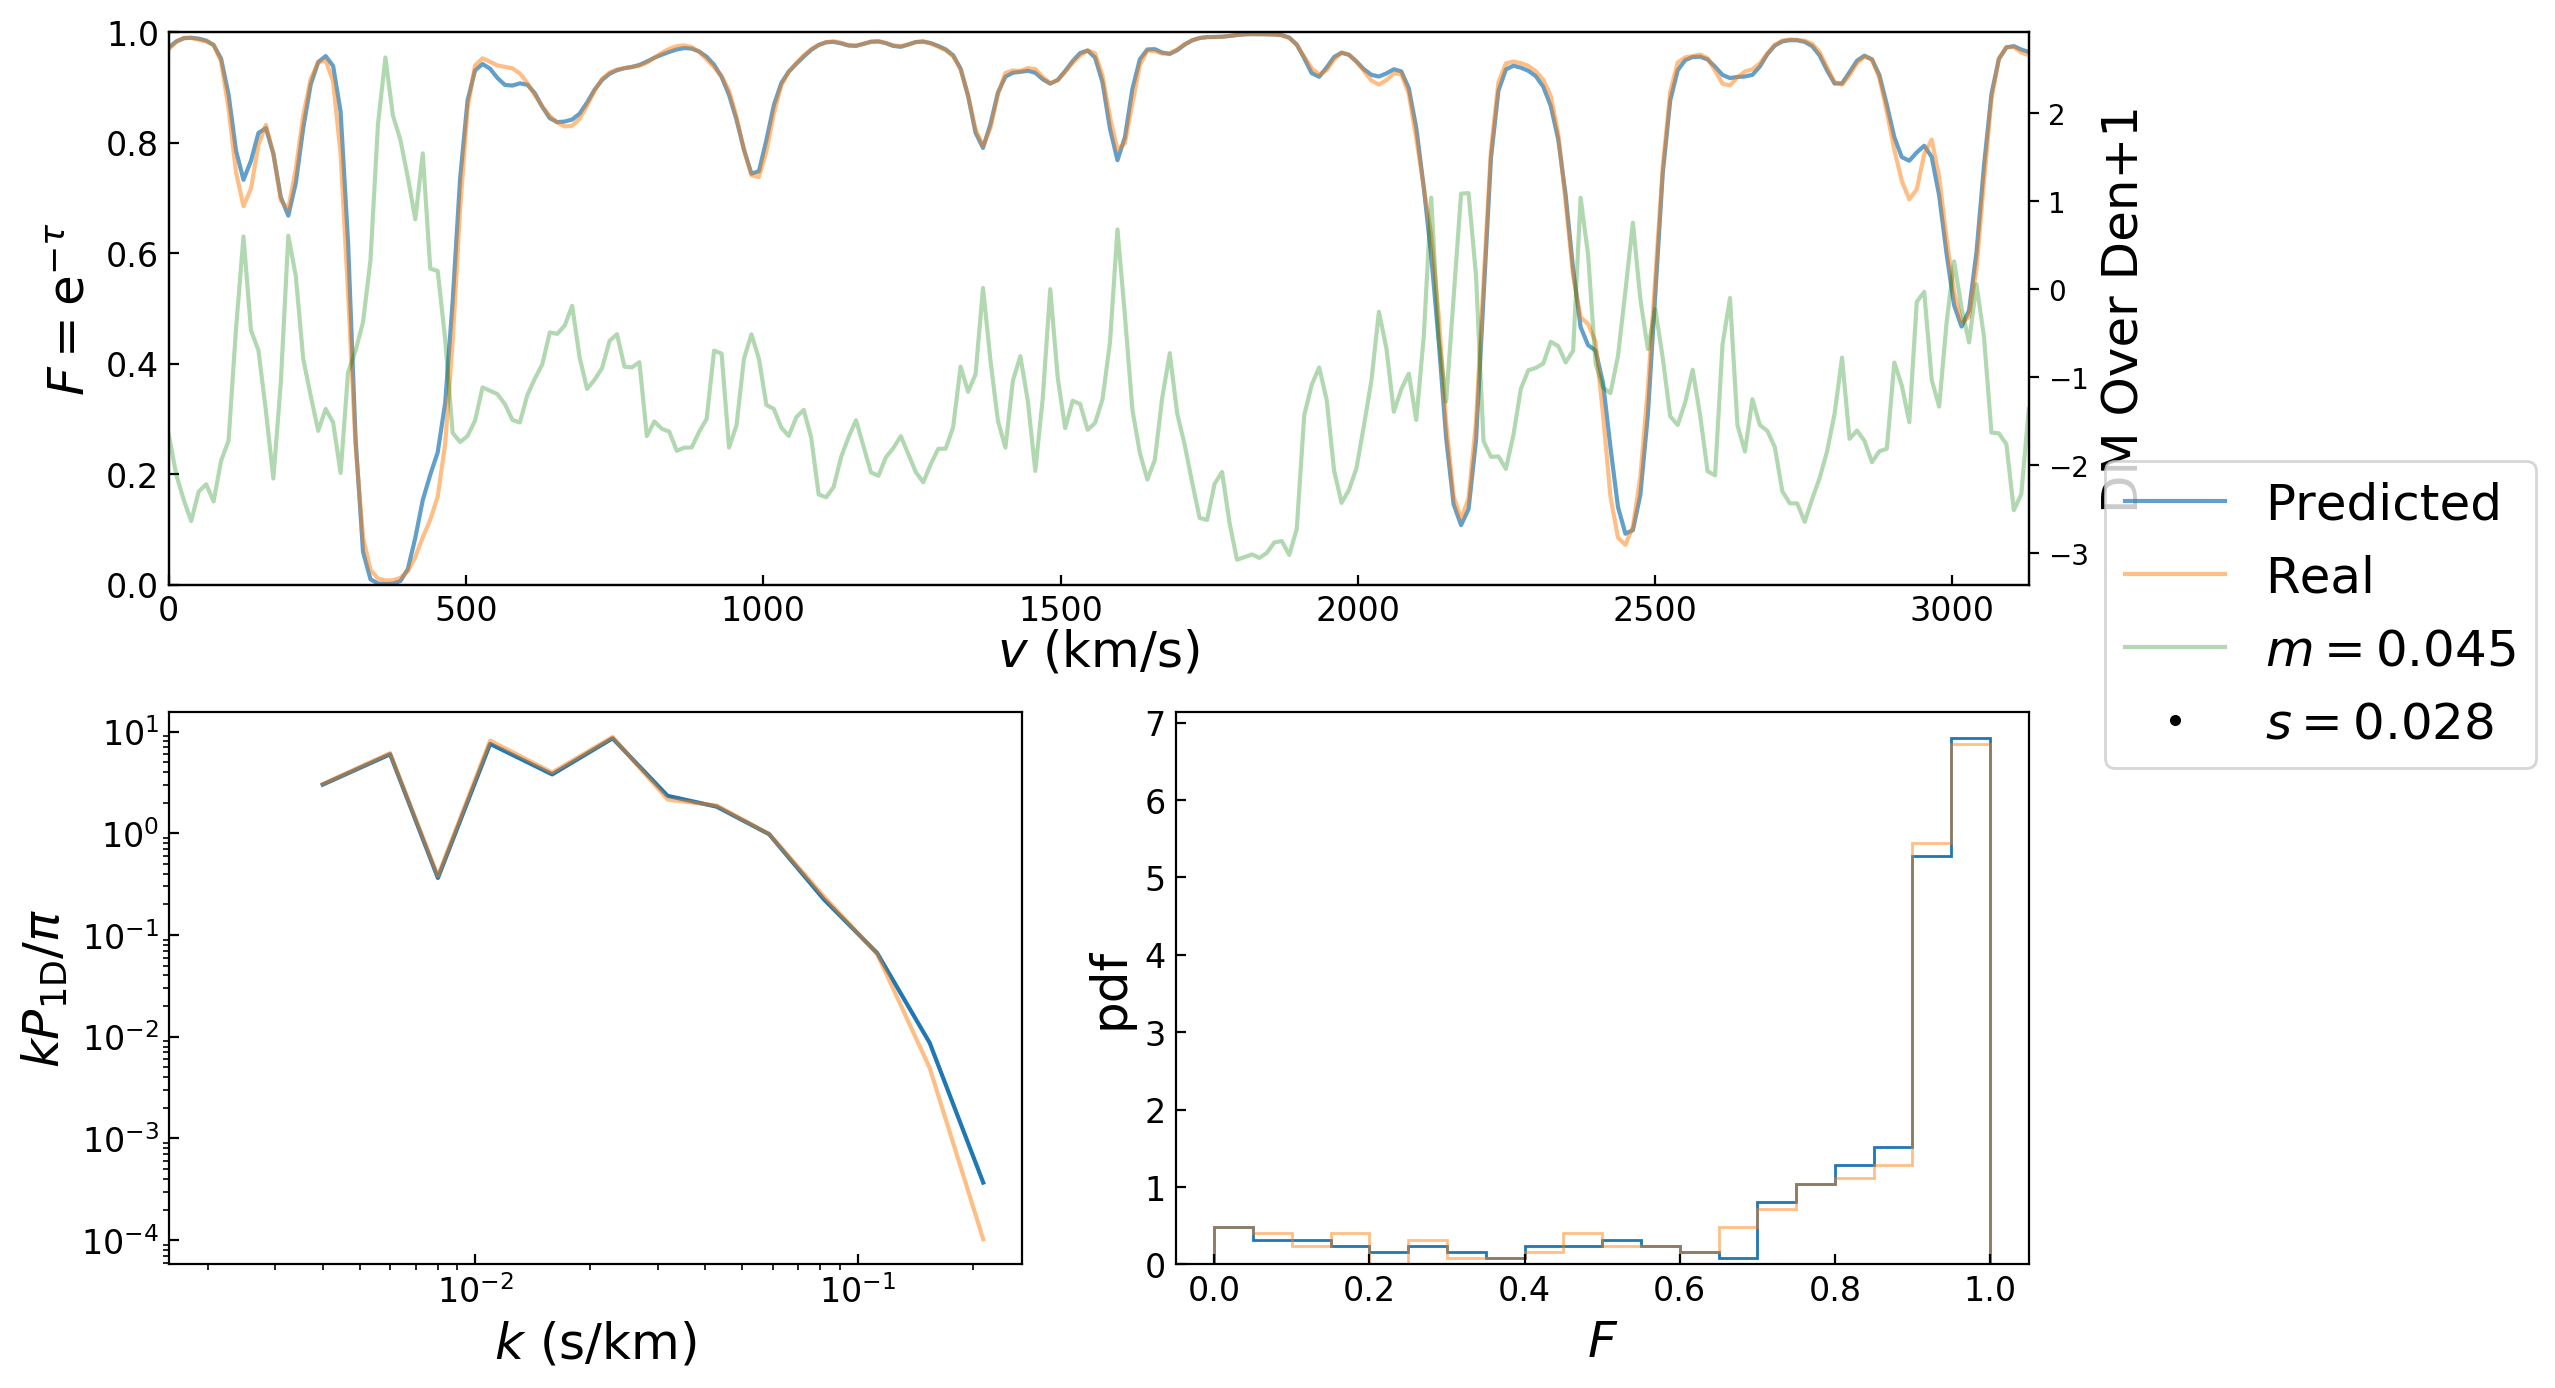 1.0
0.8
0.6
0.4
0.2
0.0
F = e^{−τ}
0 500 1000 1500 2000 2500 3000
v (km/s)
2
1
0
−1
−2
−3
DM Over Den+1
Predicted
Real
m = 0.045
s = 0.028
10^1
10^0
10^{−1}
10^{−2}
10^{−3}
10^{−4}
kP_{1D}/π
10^{−2} 10^{−1}
k (s/km)
7
6
5
4
3
2
1
0
pdf
0.0 0.2 0.4 0.6 0.8 1.0
F